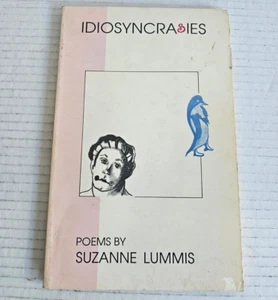 IDIOSYNCRASIES
POEMS BY
SUZANNE LUMMIS